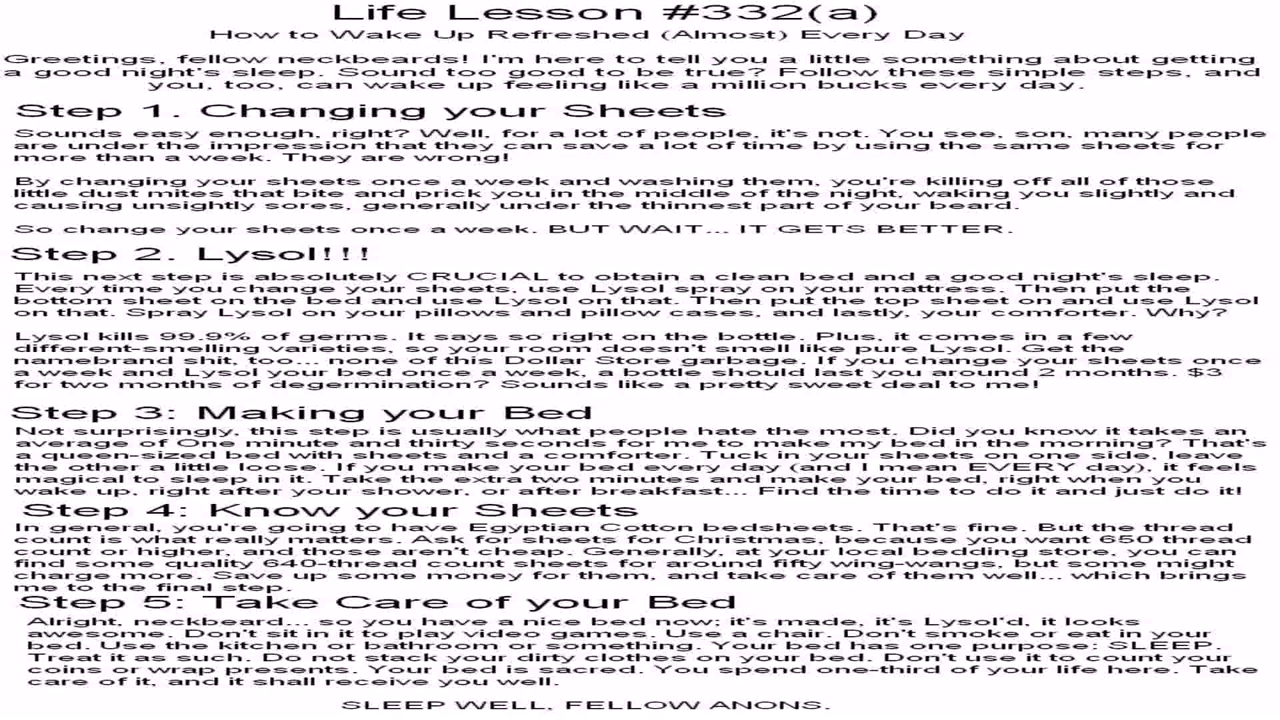 Life Lesson #332(a)
How to Wake Up Refreshed (Almost) Every Day
Greetings, fellow neckbeards! I'm here to tell you a little something about getting
a good night's sleep. Sound too good to be true? Follow these simple steps, and
you, too, can wake up feeling like a million bucks every day.
Step 1. Changing your Sheets
Sounds easy enough, right? Well, for a lot of people, it's not. You see, son, many people
are under the impression that they can save a lot of time by using the same sheets for
more than a week. They are wrong!
By changing your sheets once a week and washing them, you're killing off all of those
little dust mites that bite and prick you in the middle of the night, waking you slightly and
causing unsightly sores, generally under the thinnest part of your beard.
So change your sheets once a week. BUT WAIT... IT GETS BETTER.
Step 2. Lysol!!!
This next step is absolutely CRUCIAL to obtain a clean bed and a good night's sleep.
Every time you change your sheets, use Lysol spray on your mattress. Then put the
bottom sheet on the bed and use Lysol on that. Then put the top sheet on and use Lysol
on that. Spray Lysol on your pillows and pillow cases, and lastly, your comforter. Why?
Lysol kills 99.9% of germs. It says so right on the bottle. Plus, it comes in a few
different-smelling varieties, so your room doesn't smell like pure Lysol. Get the
namebrand shit, too... none of this Dollar Store garbage. If you change your sheets once
a week and Lysol your bed once a week, a bottle should last you around 2 months. $3
for two months of degermination? Sounds like a pretty sweet deal to me!
Step 3: Making your Bed
Not surprisingly, this step is usually what people hate the most. Did you know it takes an
average of One minute and thirty seconds for me to make my bed in the morning? That's
a queen-sized bed with sheets and a comforter. Tuck in your sheets on one side, leave
the other a little loose. If you make your bed every day (and I mean EVERY day), it feels
magical to sleep in it. Take the extra two minutes and make your bed, right when you
wake up, right after your shower, or after breakfast... Find the time to do it and just do it!
Step 4: Know your Sheets
In general, you're going to have Egyptian Cotton bedsheets. That's fine. But the thread
count is what really matters. Ask for sheets for Christmas, because you want 650 thread
count or higher, and those aren't cheap. Generally, at your local bedding store, you can
find some quality 640-thread count sheets for around fifty wing-wangs, but some might
charge more. Save up some money for them, and take care of them well... which brings
me to the final step.
Step 5: Take Care of your Bed
Alright, neckbeard... so you have a nice bed now; it's made, it's Lysol'd, it looks
awesome. Don't sit in it to play video games. Use a chair. Don't smoke or eat in your
bed. Use the kitchen or bathroom or something. Your bed has one purpose: SLEEP.
Treat it as such. Do not stack your dirty clothes on your bed. Don't use it to count your
coins or wrap presents. Your bed is sacred. You spend one-third of your life here. Take
care of it, and it shall receive you well.
SLEEP WELL, FELLOW ANONS.